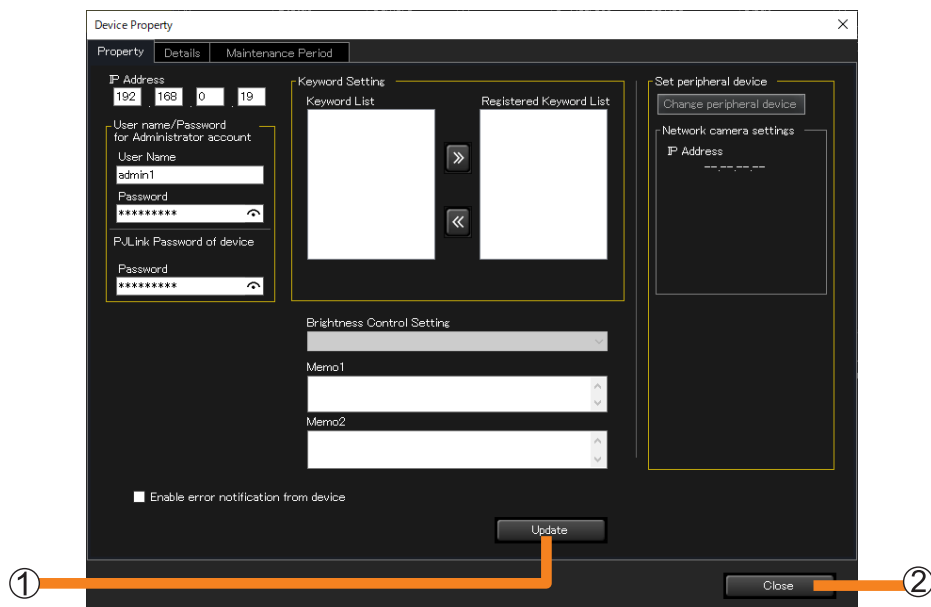 Device Property
Property Details Maintenance Period
IP Address
192 . 168 . 0 . 19
User name/Password
for Administrator account
User Name
admin1
Password
*********
PJLink Password of device
Password
*********
Keyword Setting
Keyword List
Registered Keyword List
Brightness Control Setting
Memo1
Memo2
Set peripheral device
Change peripheral device
Network camera settings
IP Address
--.--.--.--
Enable error notification from device
Update
Close
①
②